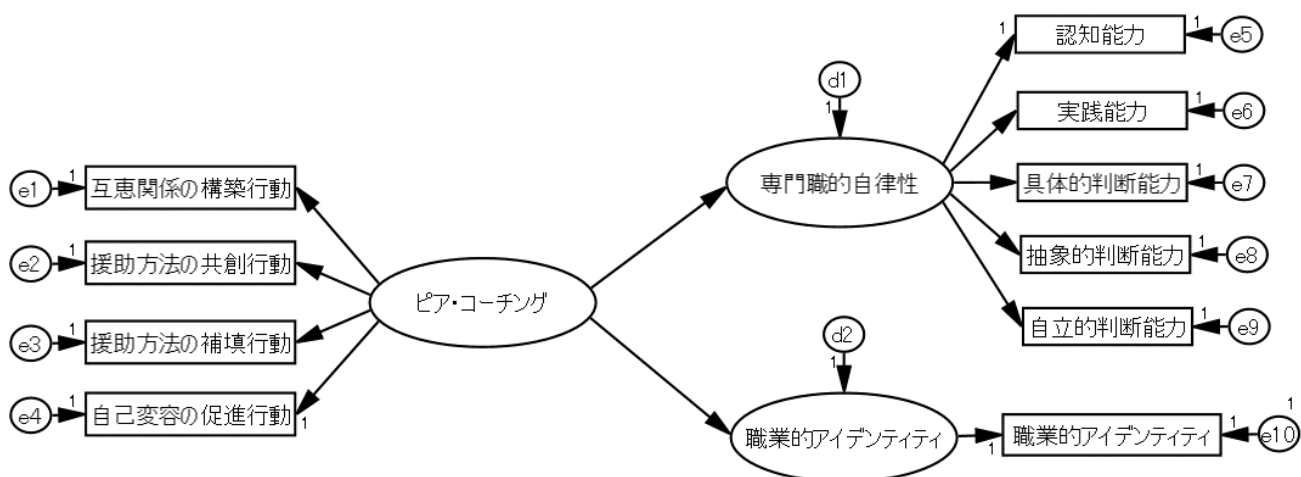 認知能力
1
1
e5
d1
1
実践能力
1
e6
e1
1
互恵関係の構築行動
専門職的自律性
具体的判断能力
1
e7
e2
1
援助方法の共創行動
抽象的判断能力
1
e8
ピア・コーチング
e3
1
援助方法の補填行動
自立的判断能力
1
e9
d2
1
e4
1
自己変容の促進行動
1
職業的アイデンティティ
1
職業的アイデンティティ
1
e10
1